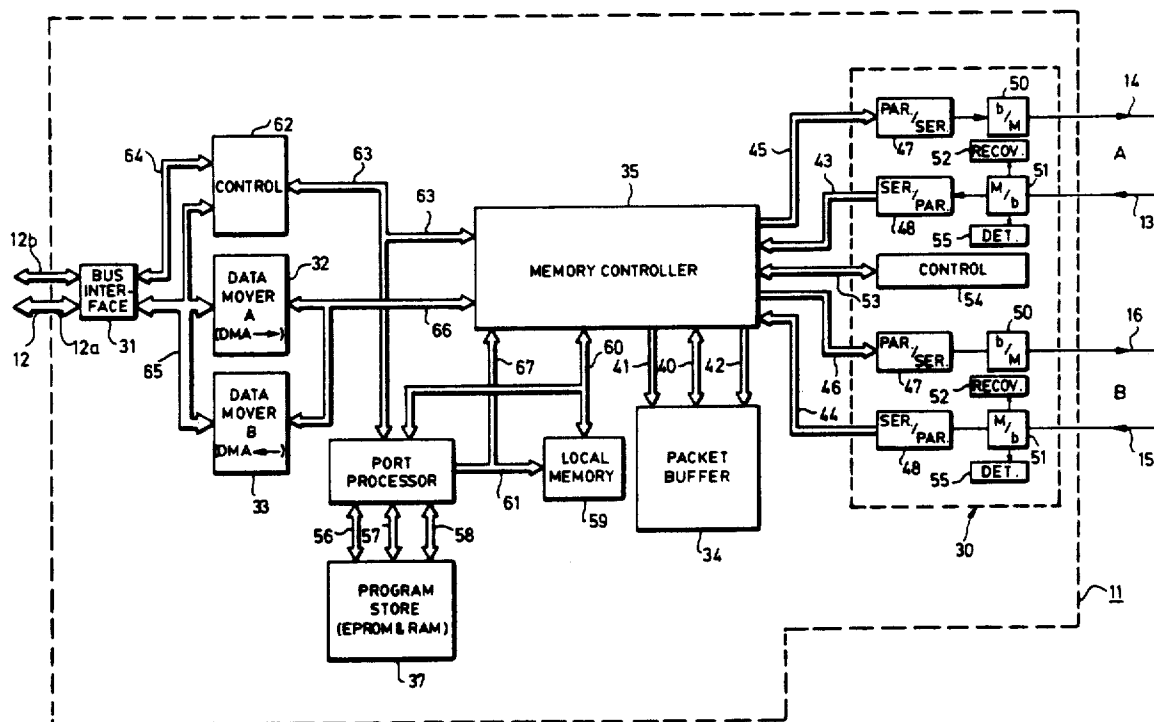 62
64
CONTROL
63
63
12b
12
12a
BUS
INTER-
FACE
31
65
DATA
MOVER
A
(DMA→)
32
66
DATA
MOVER
B
(DMA←)
33
35
MEMORY CONTROLLER
67
60
41
40
42
PORT
PROCESSOR
61
LOCAL
MEMORY
59
PACKET
BUFFER
34
56
57
58
PROGRAM
STORE
(EPROM & RAM)
37
45
43
53
46
44
PAR./
SER.
47
50
b/M
14
52
RECOV.
A
SER./
PAR.
48
M/b
51
13
55
DET.
CONTROL
54
PAR./
SER.
47
50
b/M
16
52
RECOV.
B
SER./
PAR.
48
M/b
51
15
55
DET.
30
11